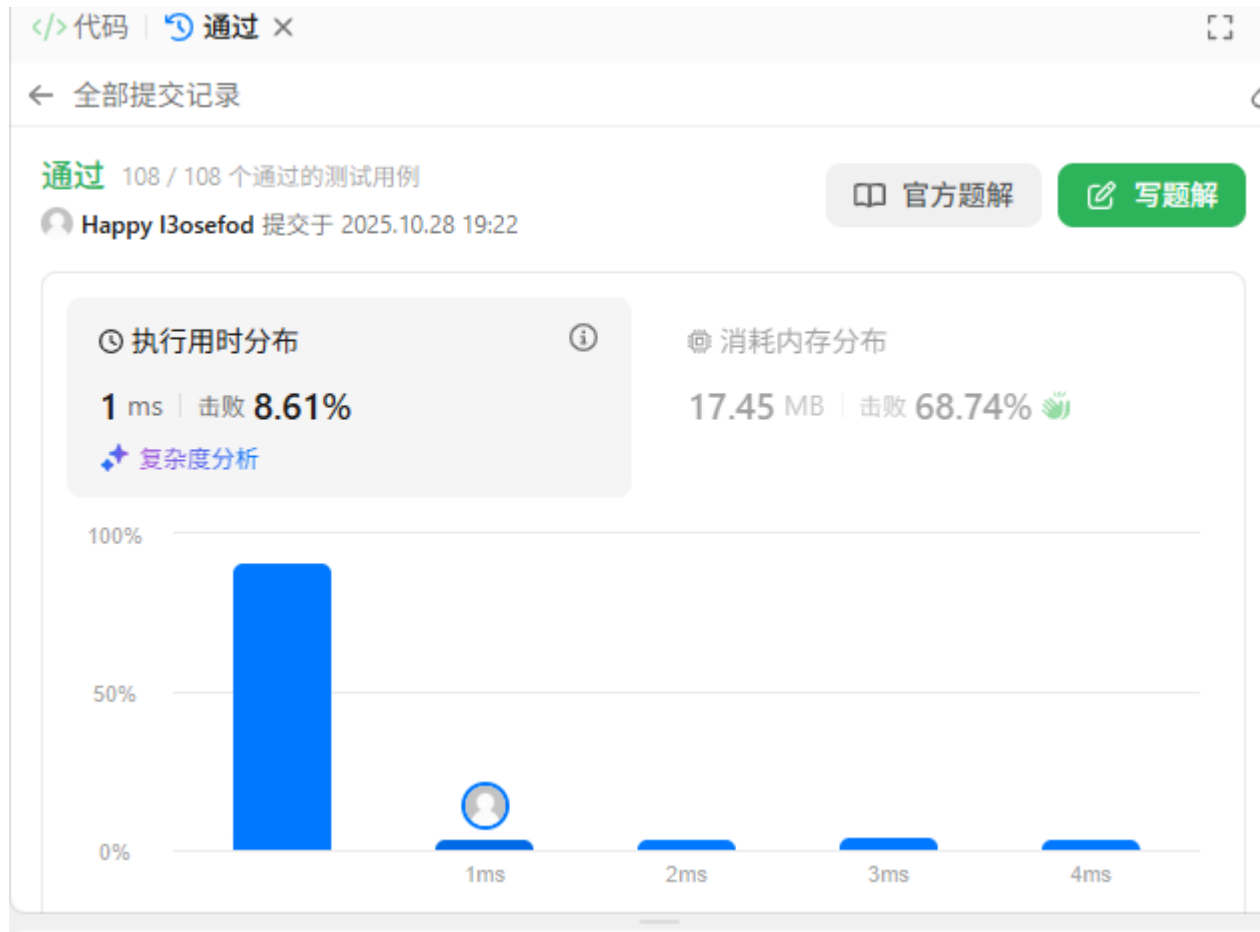 </> 代码 通过
全部提交记录
通过 108 / 108 个通过的测试用例
Happy I3osefod 提交于 2025.10.28 19:22
官方题解
写题解
执行用时分布
1 ms 击败 8.61%
复杂度分析
消耗内存分布
17.45 MB 击败 68.74%
100%
50%
0%
1ms 2ms 3ms 4ms